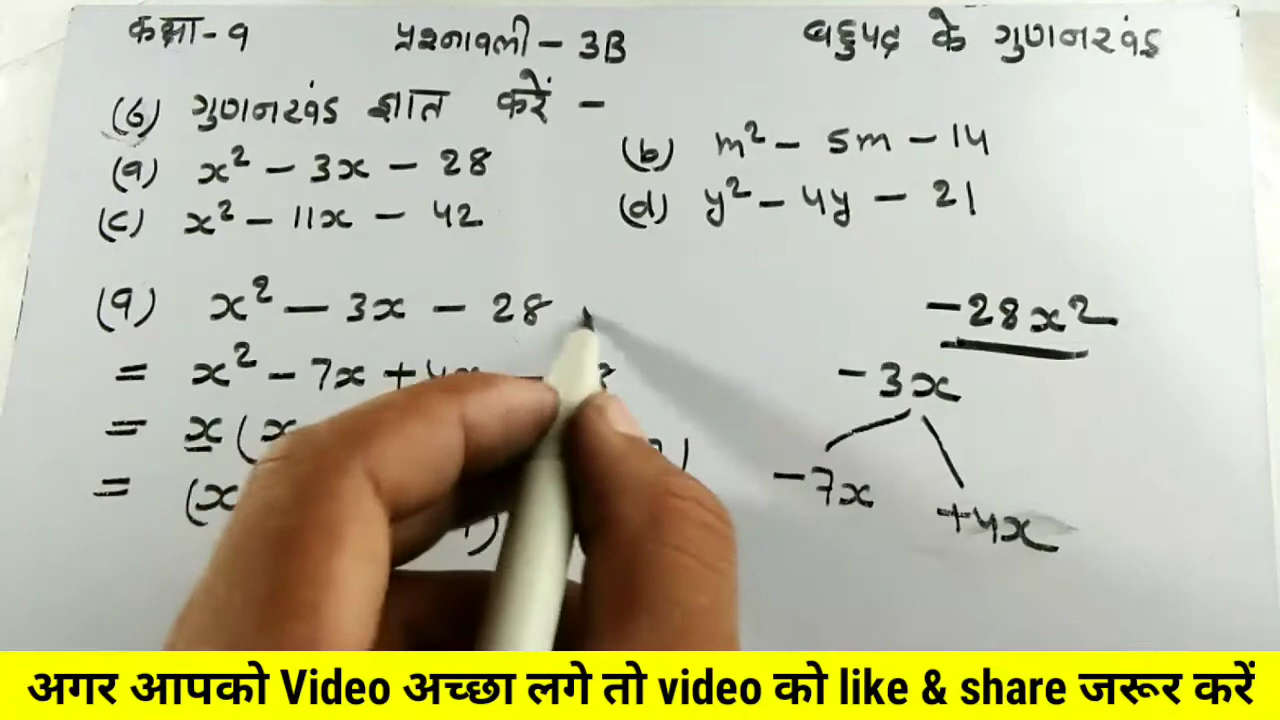 कक्षा - 9 प्रश्नावली - 3B बहुपद के गुणनखंड
(6) गुणनखंड ज्ञात करें -
(a) x² - 3x - 28 (b) m² - 5m - 14
(c) x² - 11x - 42 (d) y² - 4y - 21
(a) x² - 3x - 28
-28x²
= x² - 7x + 4x -
-3x
= x (x
= (x
-7x +4x
अगर आपको Video अच्छा लगे तो video को like & share जरूर करें